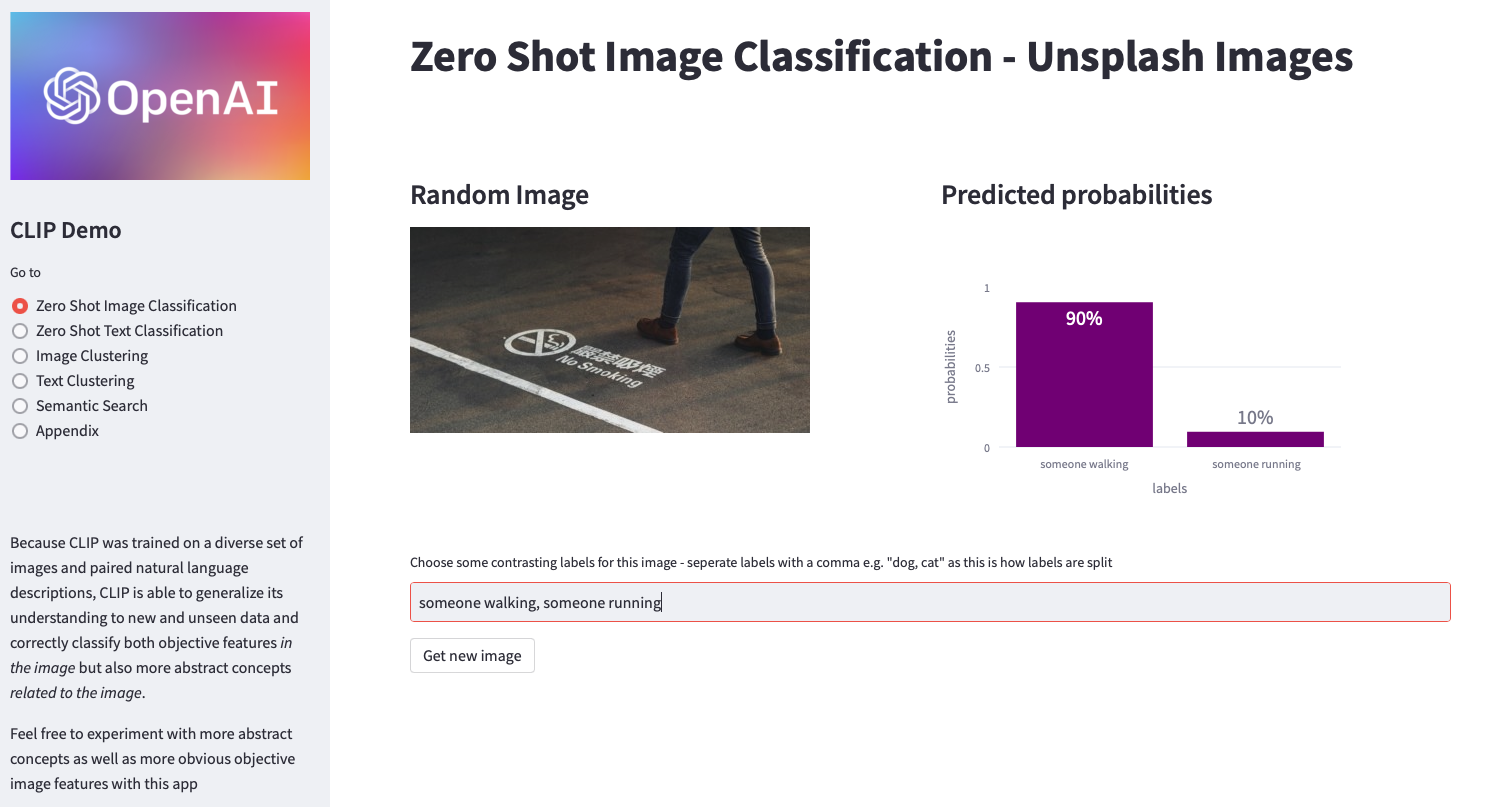 OpenAI
CLIP Demo
Go to
Zero Shot Image Classification
Zero Shot Text Classification
Image Clustering
Text Clustering
Semantic Search
Appendix
Because CLIP was trained on a diverse set of
images and paired natural language
descriptions, CLIP is able to generalize its
understanding to new and unseen data and
correctly classify both objective features in
the image but also more abstract concepts
related to the image.
Feel free to experiment with more abstract
concepts as well as more obvious objective
image features with this app
Zero Shot Image Classification - Unsplash Images
Random Image
嚴禁吸煙
No Smoking
Predicted probabilities
probabilities
1
0.5
0
90%
10%
someone walking
someone running
labels
Choose some contrasting labels for this image - seperate labels with a comma e.g. "dog, cat" as this is how labels are split
someone walking, someone running
Get new image